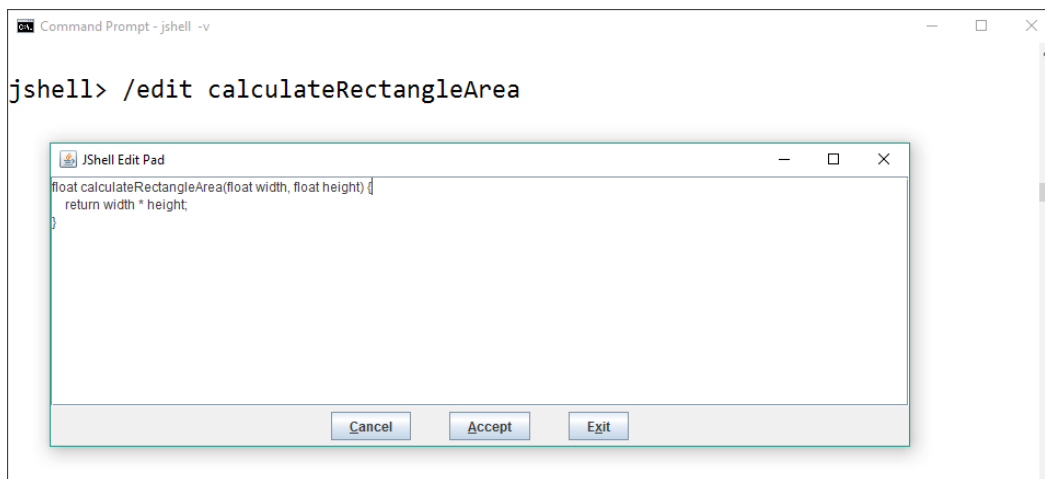 Command Prompt - jshell -v
jshell> /edit calculateRectangleArea
JShell Edit Pad
float calculateRectangleArea(float width, float height) {
    return width * height;
}
Cancel Accept Exit